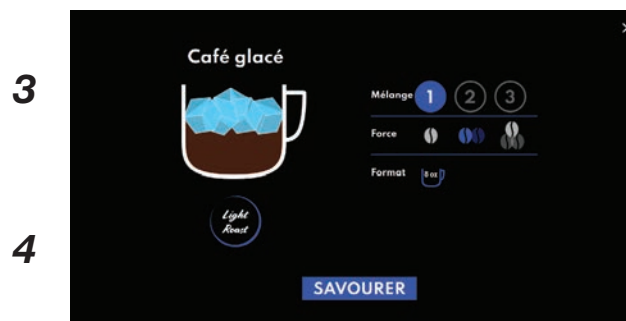 3
4
Café glacé
Light
Roast
Mélange 1 2 3
Force
Format 8 oz
SAVOURER